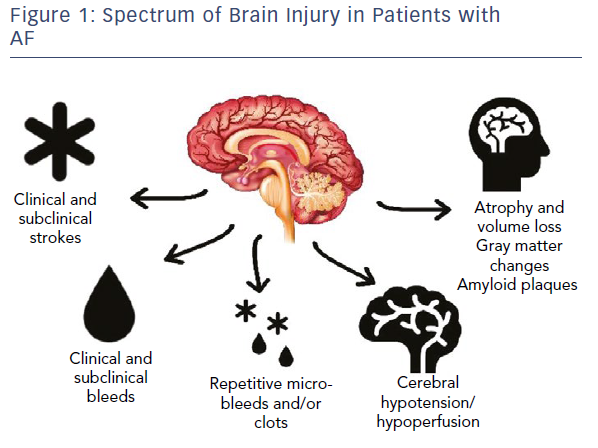 Figure 1: Spectrum of Brain Injury in Patients with
AF
Clinical and
subclinical
strokes
Clinical and
subclinical
bleeds
Repetitive micro-
bleeds and/or
clots
Cerebral
hypotension/
hypoperfusion
Atrophy and
volume loss
Gray matter
changes
Amyloid plaques